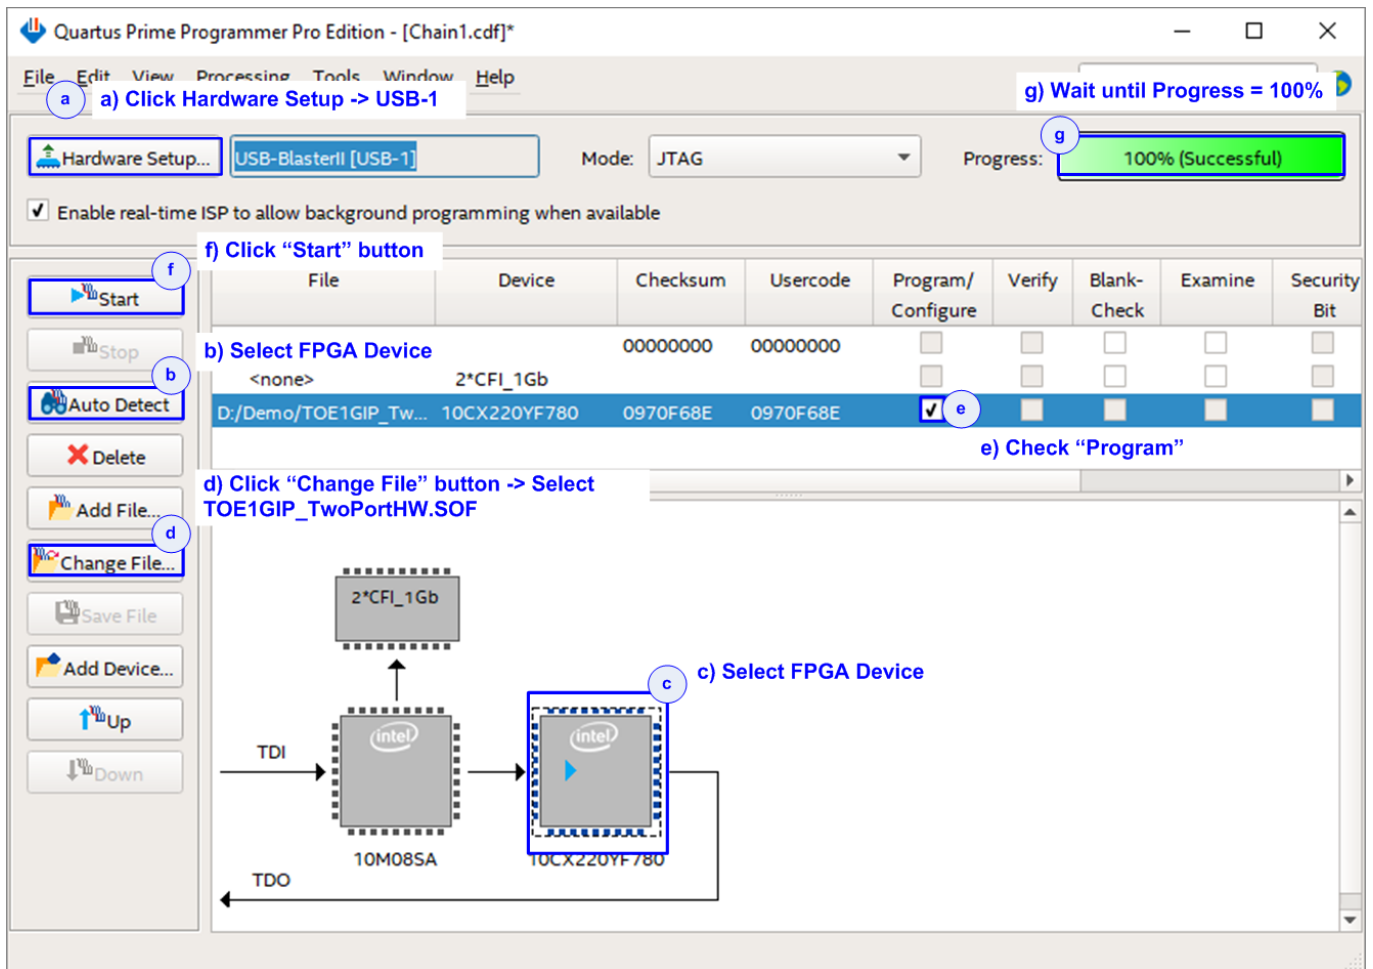 Quartus Prime Programmer Pro Edition - [Chain1.cdf]*
File Edit View Processing Tools Window Help
a
a) Click Hardware Setup -> USB-1
g) Wait until Progress = 100%
g
Hardware Setup...
USB-BlasterII [USB-1]
Mode:
JTAG
Progress:
100% (Successful)
Enable real-time ISP to allow background programming when available
f) Click “Start” button
f
Start
Stop
b
Auto Detect
Delete
Add File...
d
Change File...
Save File
Add Device...
Up
Down
File Device Checksum Usercode Program/ Configure Verify Blank- Check Examine Security Bit
00000000 00000000
b) Select FPGA Device
<none> 2*CFI_1Gb
D:/Demo/TOE1GIP_Tw... 10CX220YF780 0970F68E 0970F68E
e
e) Check “Program”
d) Click “Change File” button -> Select
TOE1GIP_TwoPortHW.SOF
2*CFI_1Gb
c
c) Select FPGA Device
intel
intel
TDI
10M08SA
10CX220YF780
TDO